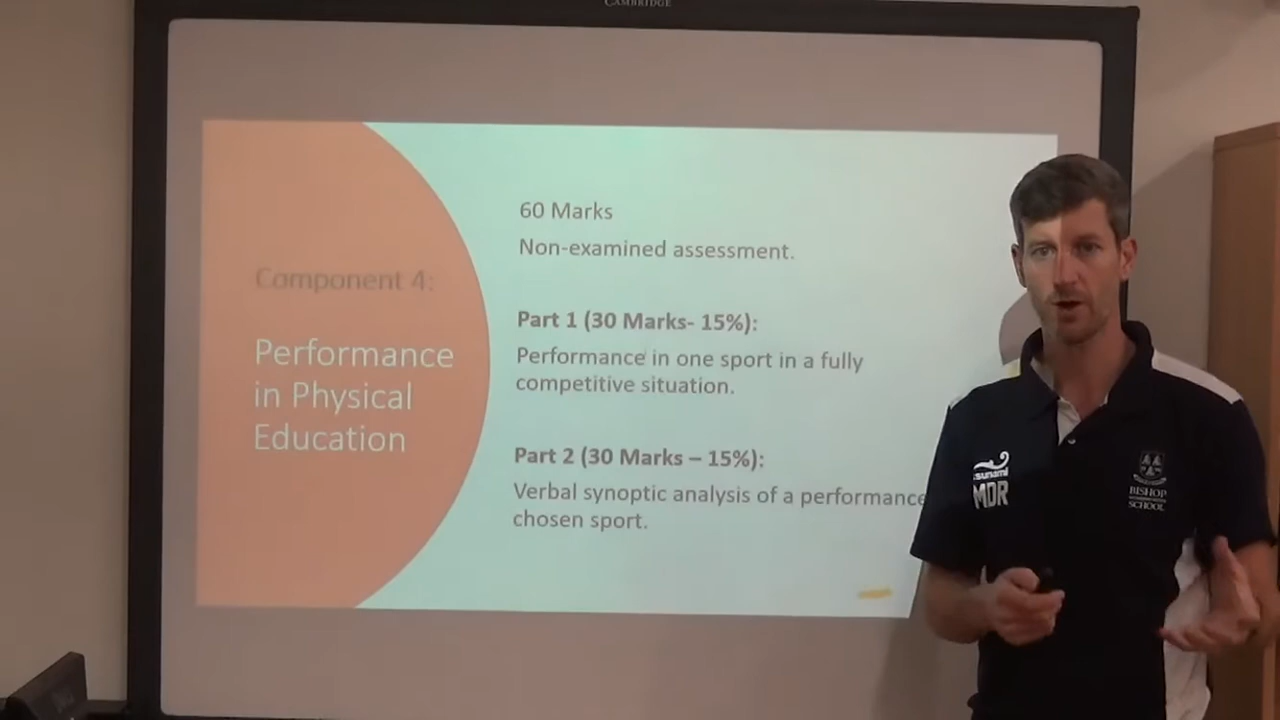 CAMBRIDGE
60 Marks
Non-examined assessment.
Component 4:
Performance
in Physical
Education
Part 1 (30 Marks- 15%):
Performance in one sport in a fully
competitive situation.
Part 2 (30 Marks – 15%):
Verbal synoptic analysis of a performance
chosen sport.
tsunami
MDR
BISHOP
SCHOOL